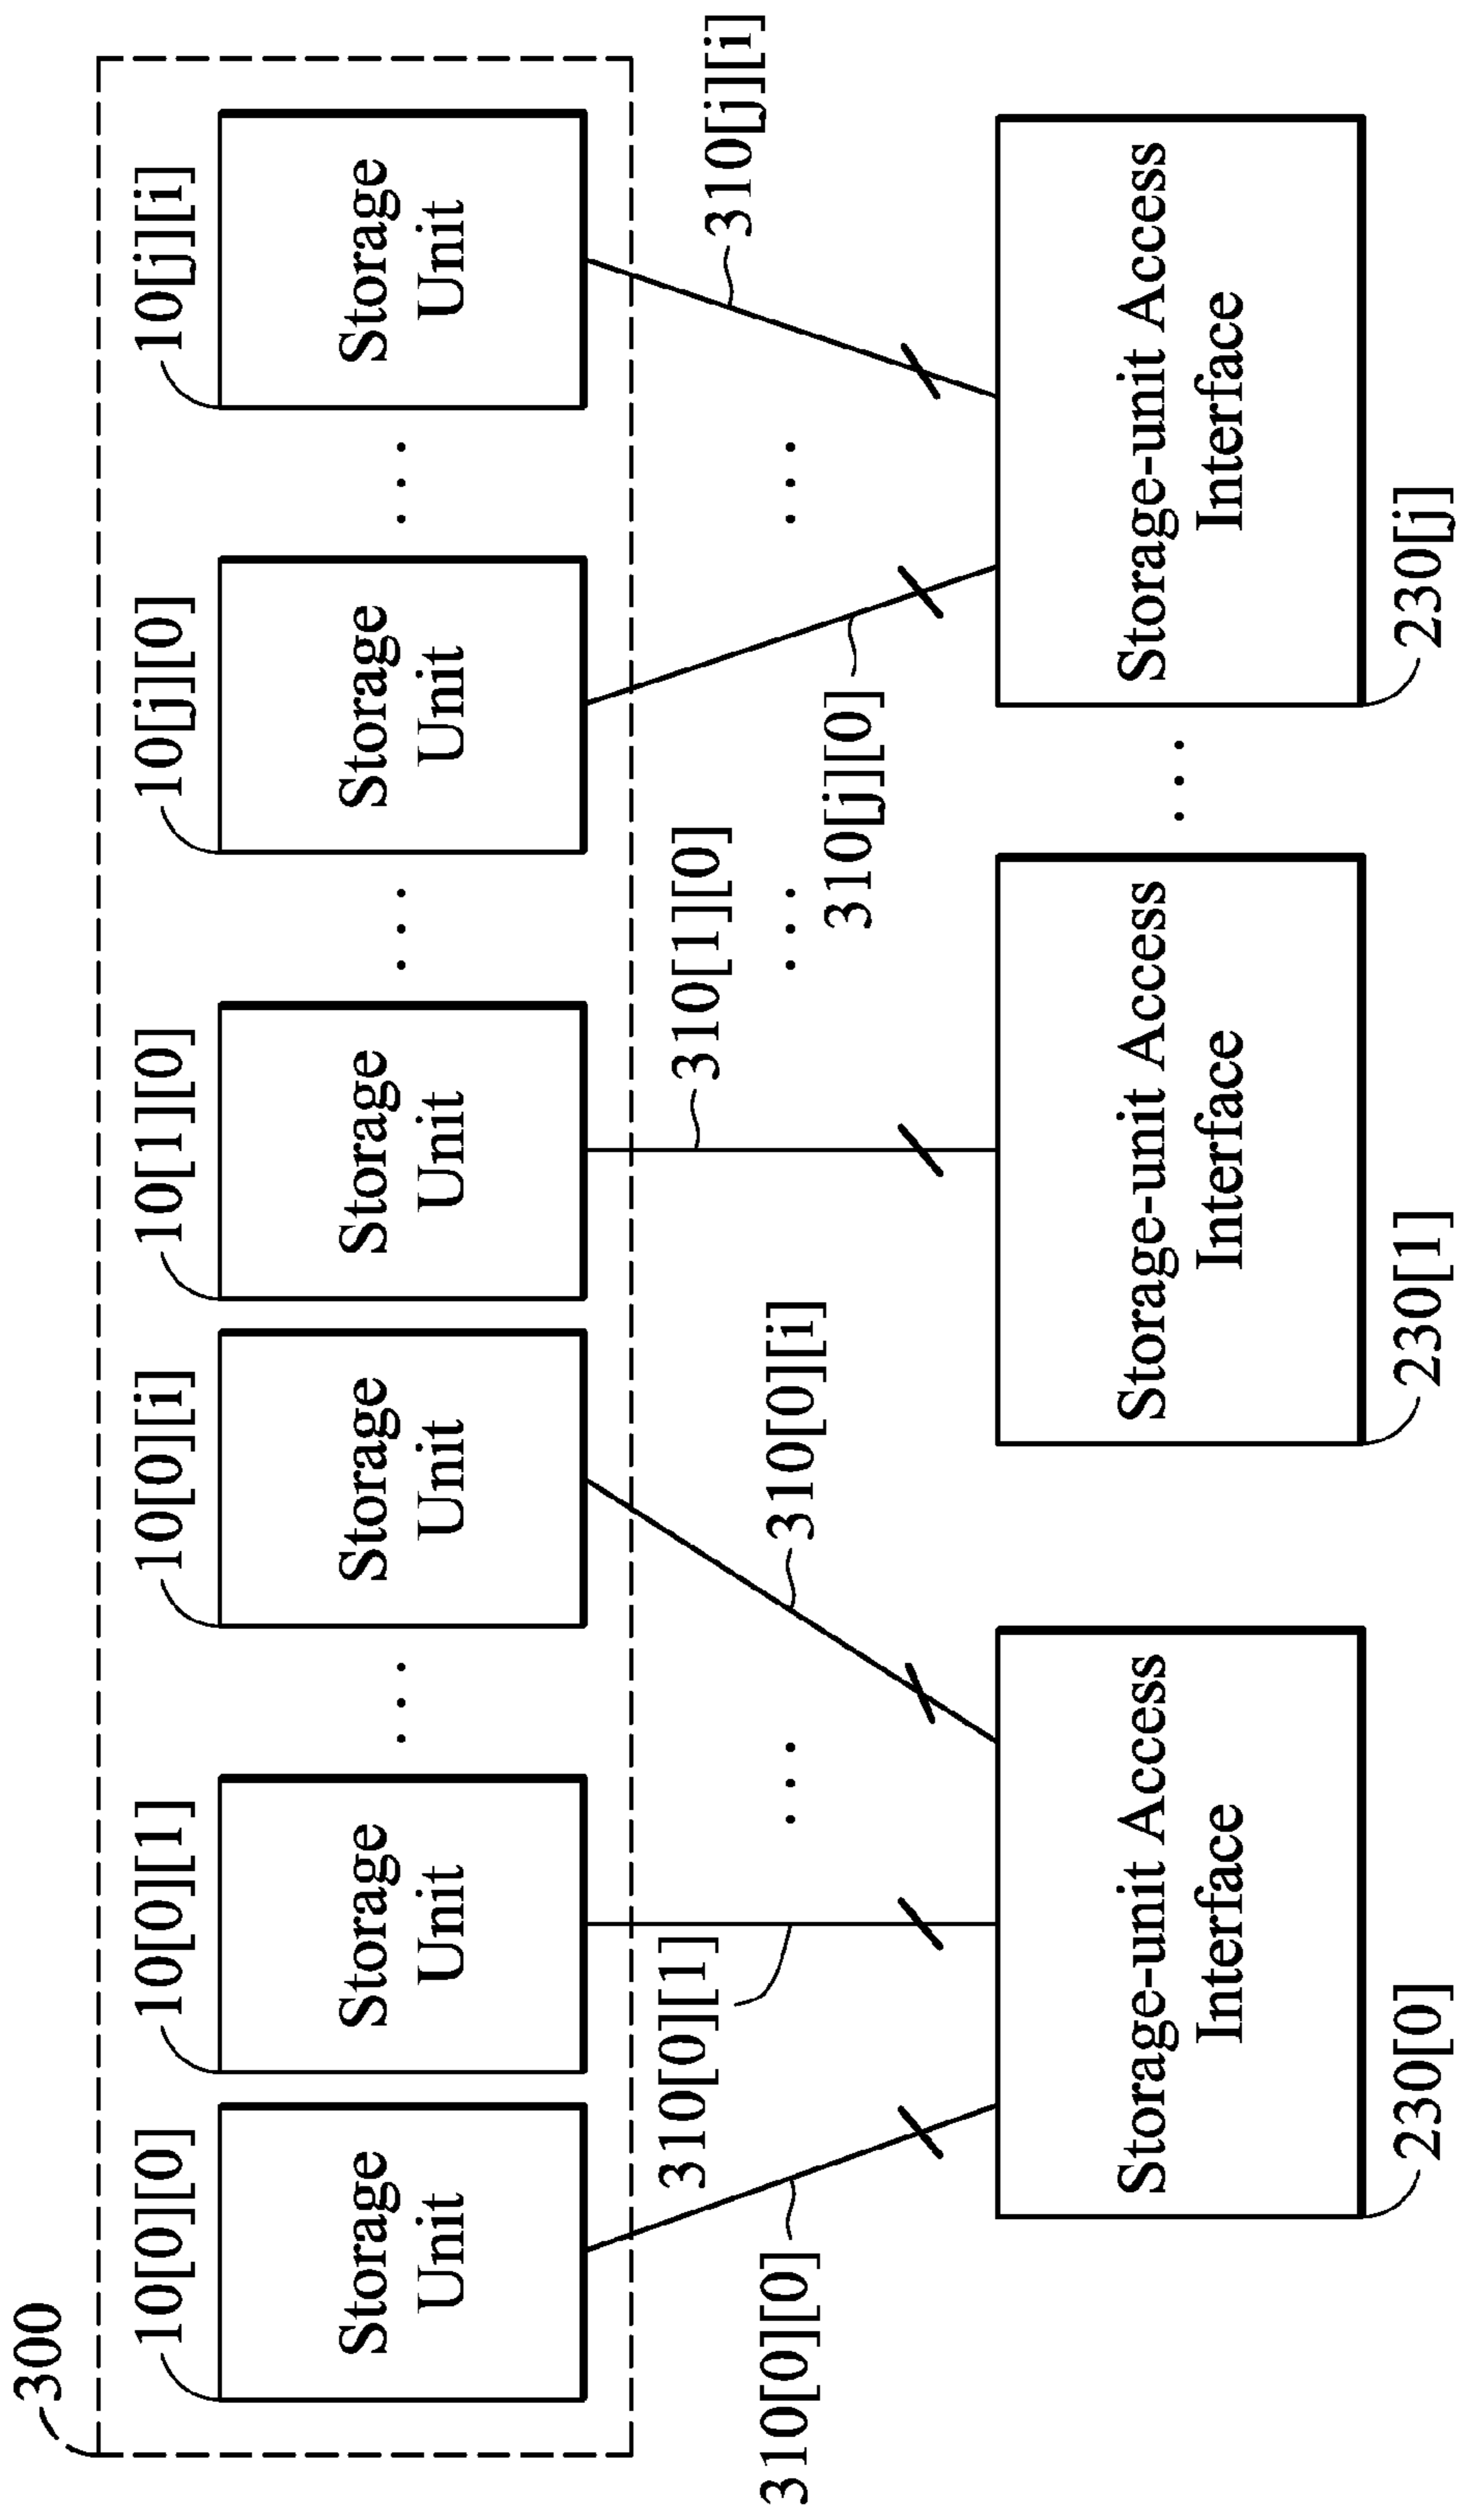 300
10[0][0]
10[0][1]
10[0][i]
10[1][0]
10[j][0]
10[j][i]
Storage
Unit
Storage
Unit
Storage
Unit
Storage
Unit
Storage
Unit
Storage
Unit
310[0][0]
310[0][1]
310[0][i]
310[1][0]
310[j][0]
310[j][i]
Storage-unit Access
Interface
Storage-unit Access
Interface
Storage-unit Access
Interface
230[0]
230[1]
230[j]